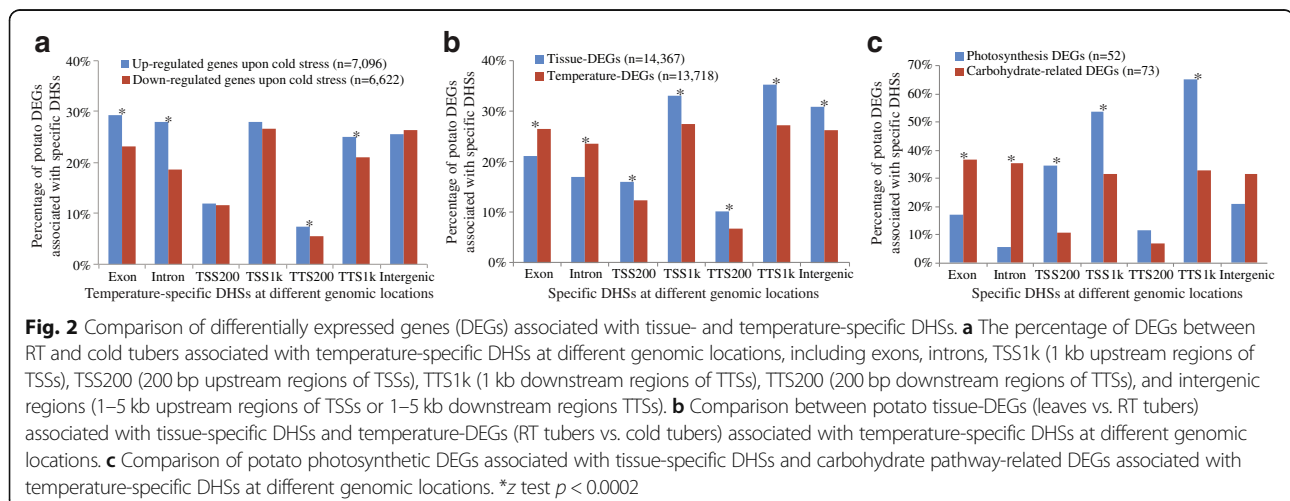 a
Up-regulated genes upon cold stress (n=7,096)
Down-regulated genes upon cold stress (n=6,622)
Percentage of potato DEGs
associated with specific DHSs
40%
30%
20%
10%
0%
* * * *
Exon Intron TSS200 TSS1k TTS200 TTS1k Intergenic
Temperature-specific DHSs at different genomic locations
b
Tissue-DEGs (n=14,367)
Temperature-DEGs (n=13,718)
Percentage of potato DEGs
associated with specific DHSs
40%
30%
20%
10%
0%
* * * * * * *
Exon Intron TSS200 TSS1k TTS200 TTS1k Intergenic
Specific DHSs at different genomic locations
c
Photosynthesis DEGs (n=52)
Carbohydrate-related DEGs (n=73)
Percentage of potato DEGs
associated with specific DHSs
70%
60%
50%
40%
30%
20%
10%
0%
* * * * *
Exon Intron TSS200 TSS1k TTS200 TTS1k Intergenic
Specific DHSs at different genomic locations
Fig. 2 Comparison of differentially expressed genes (DEGs) associated with tissue- and temperature-specific DHSs. a The percentage of DEGs between
RT and cold tubers associated with temperature-specific DHSs at different genomic locations, including exons, introns, TSS1k (1 kb upstream regions of
TSSs), TSS200 (200 bp upstream regions of TSSs), TTS1k (1 kb downstream regions of TTSs), TTS200 (200 bp downstream regions of TTSs), and intergenic
regions (1–5 kb upstream regions of TSSs or 1–5 kb downstream regions TTSs). b Comparison between potato tissue-DEGs (leaves vs. RT tubers)
associated with tissue-specific DHSs and temperature-DEGs (RT tubers vs. cold tubers) associated with temperature-specific DHSs at different genomic
locations. c Comparison of potato photosynthetic DEGs associated with tissue-specific DHSs and carbohydrate pathway-related DEGs associated with
temperature-specific DHSs at different genomic locations. *z test p < 0.0002